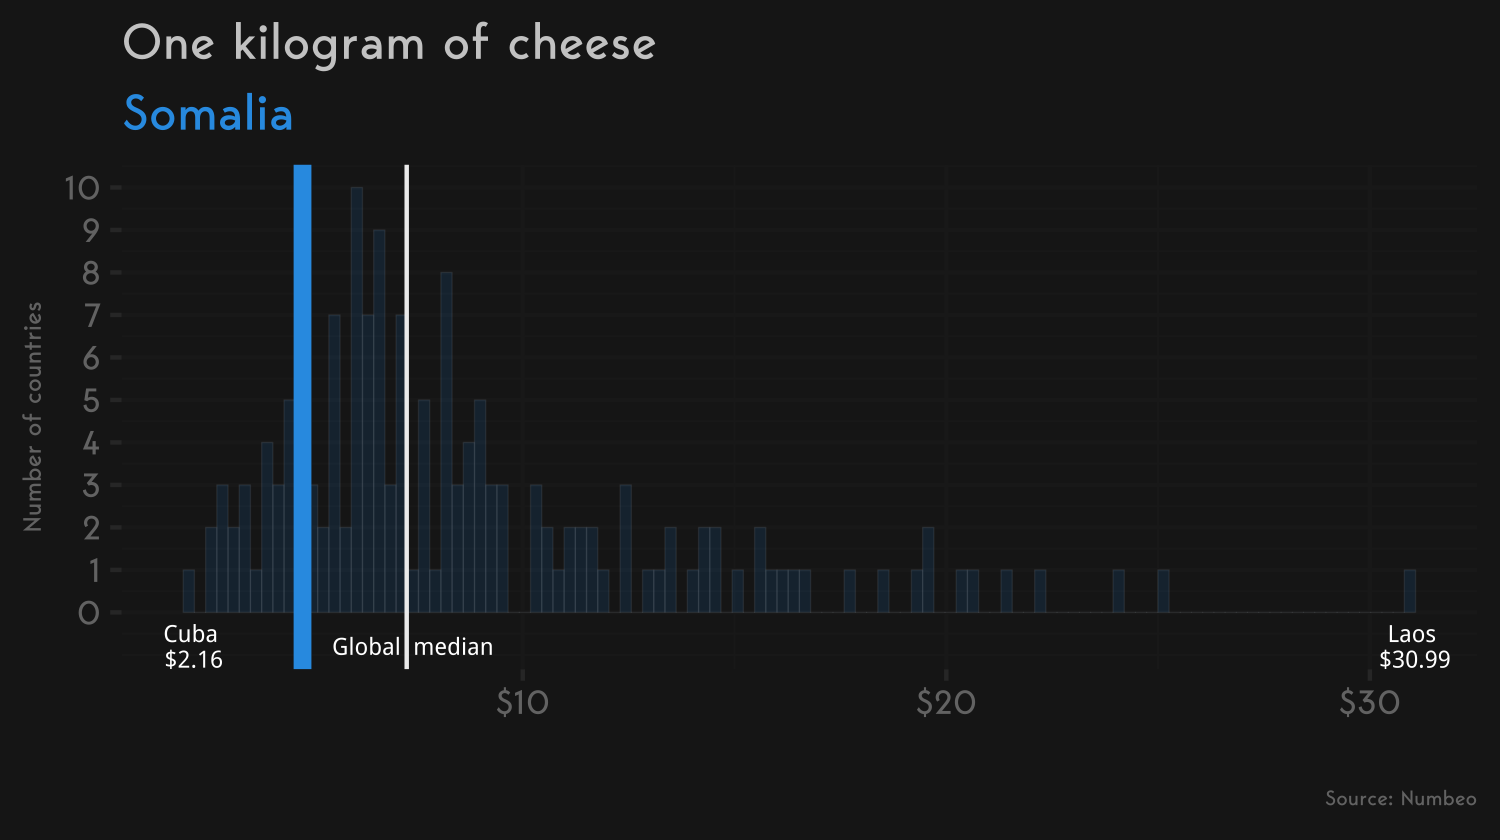 One kilogram of cheese
Somalia
Number of countries
10
9
8
7
6
5
4
3
2
1
0
Cuba
$2.16
Global median
Laos
$30.99
$10
$20
$30
Source: Numbeo